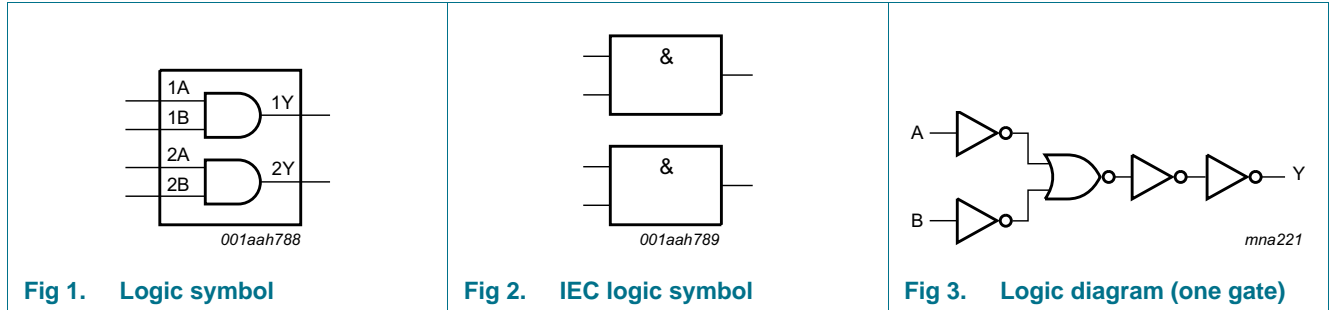 1A
1Y
1B
2A
2Y
2B
001aah788
Fig 1. Logic symbol
&
&
001aah789
Fig 2. IEC logic symbol
A
Y
B
mna221
Fig 3. Logic diagram (one gate)